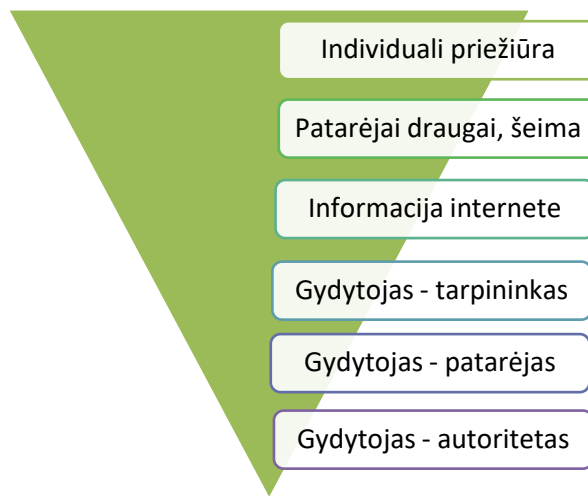 Individuali priežiūra
Patarėjai draugai, šeima
Informacija internete
Gydytojas - tarpininkas
Gydytojas - patarėjas
Gydytojas - autoritetas